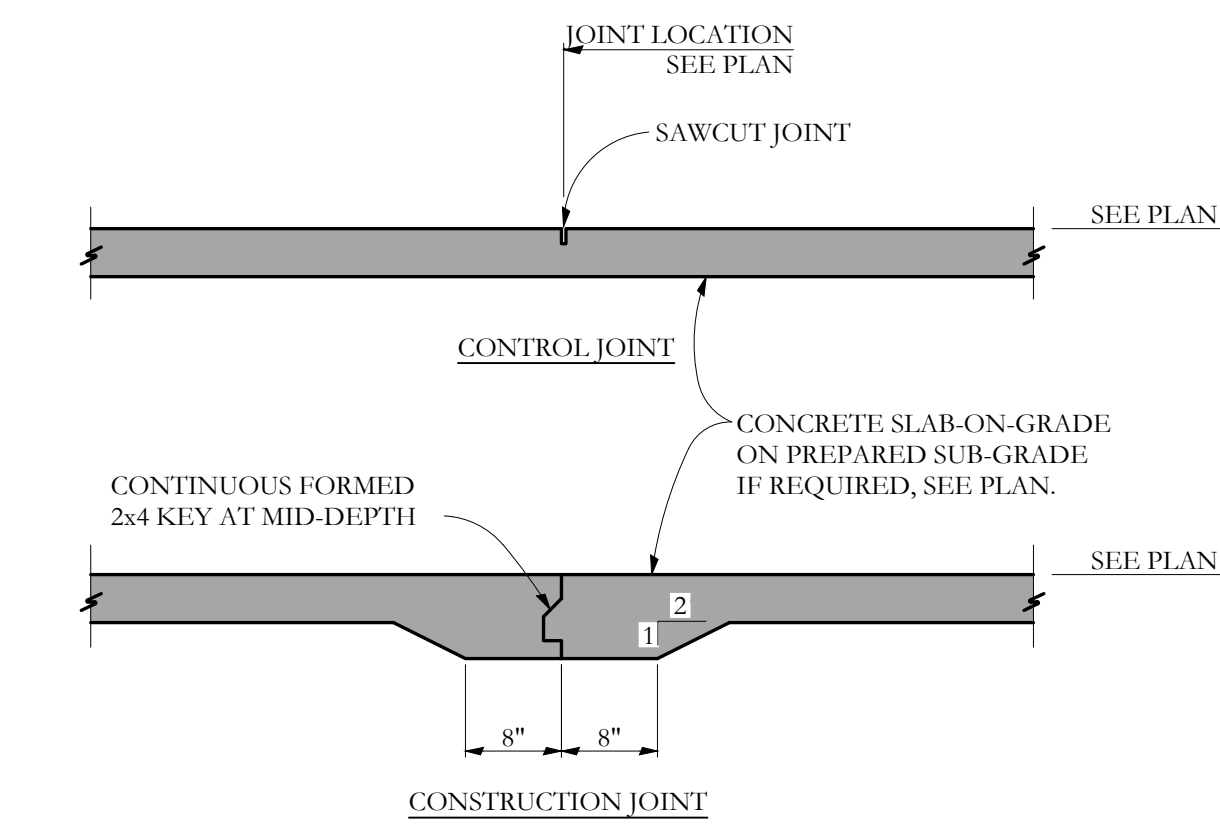 JOINT LOCATION
SEE PLAN
SAWCUT JOINT
SEE PLAN
CONTROL JOINT
CONCRETE SLAB-ON-GRADE
ON PREPARED SUB-GRADE
IF REQUIRED, SEE PLAN.
CONTINUOUS FORMED
2x4 KEY AT MID-DEPTH
SEE PLAN
2
1
8" 8"
CONSTRUCTION JOINT